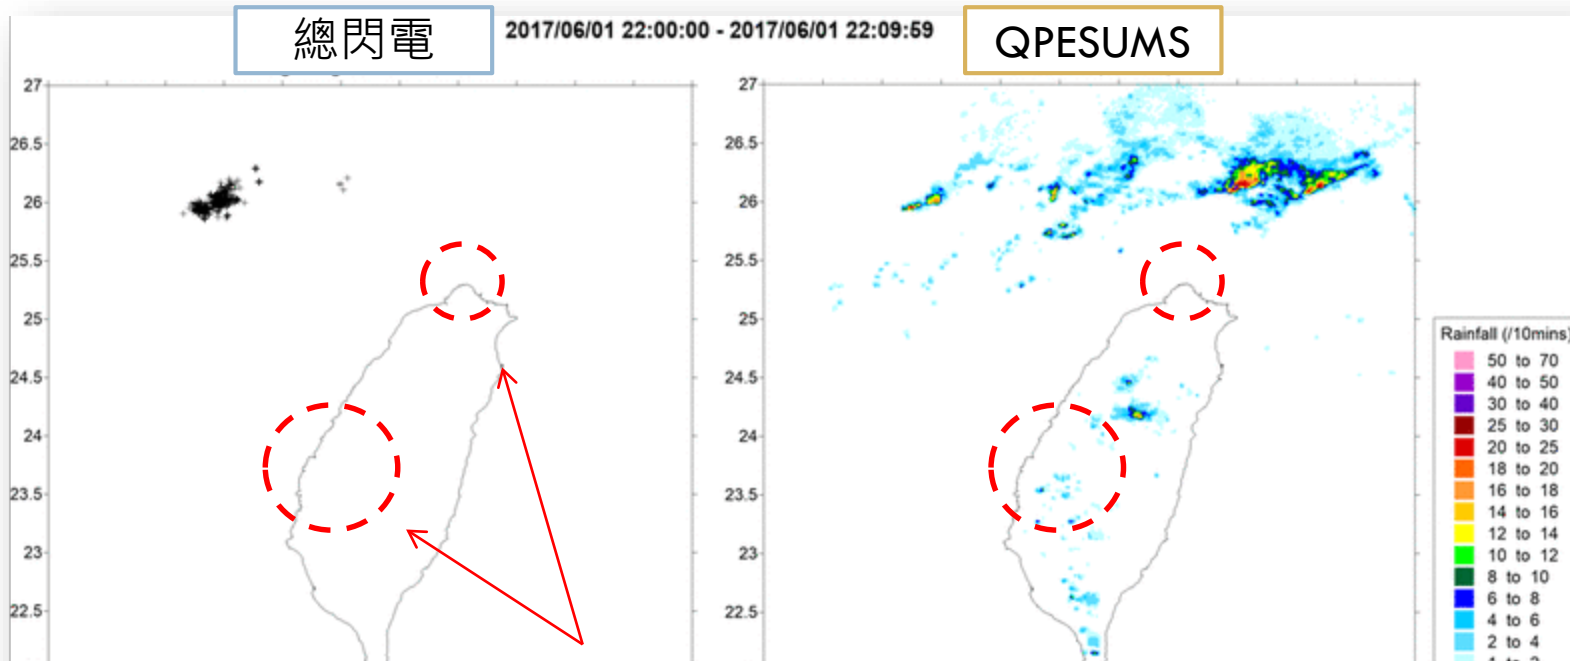 總閃電
2017/06/01 22:00:00 - 2017/06/01 22:09:59
QPESUMS
27
26.5
26
25.5
25
24.5
24
23.5
23
22.5
27
26.5
26
25.5
25
24.5
24
23.5
23
22.5
Rainfall (/10mins)
50 to 70
40 to 50
30 to 40
25 to 30
20 to 25
18 to 20
16 to 18
14 to 16
12 to 14
10 to 12
8 to 10
6 to 8
4 to 6
2 to 4